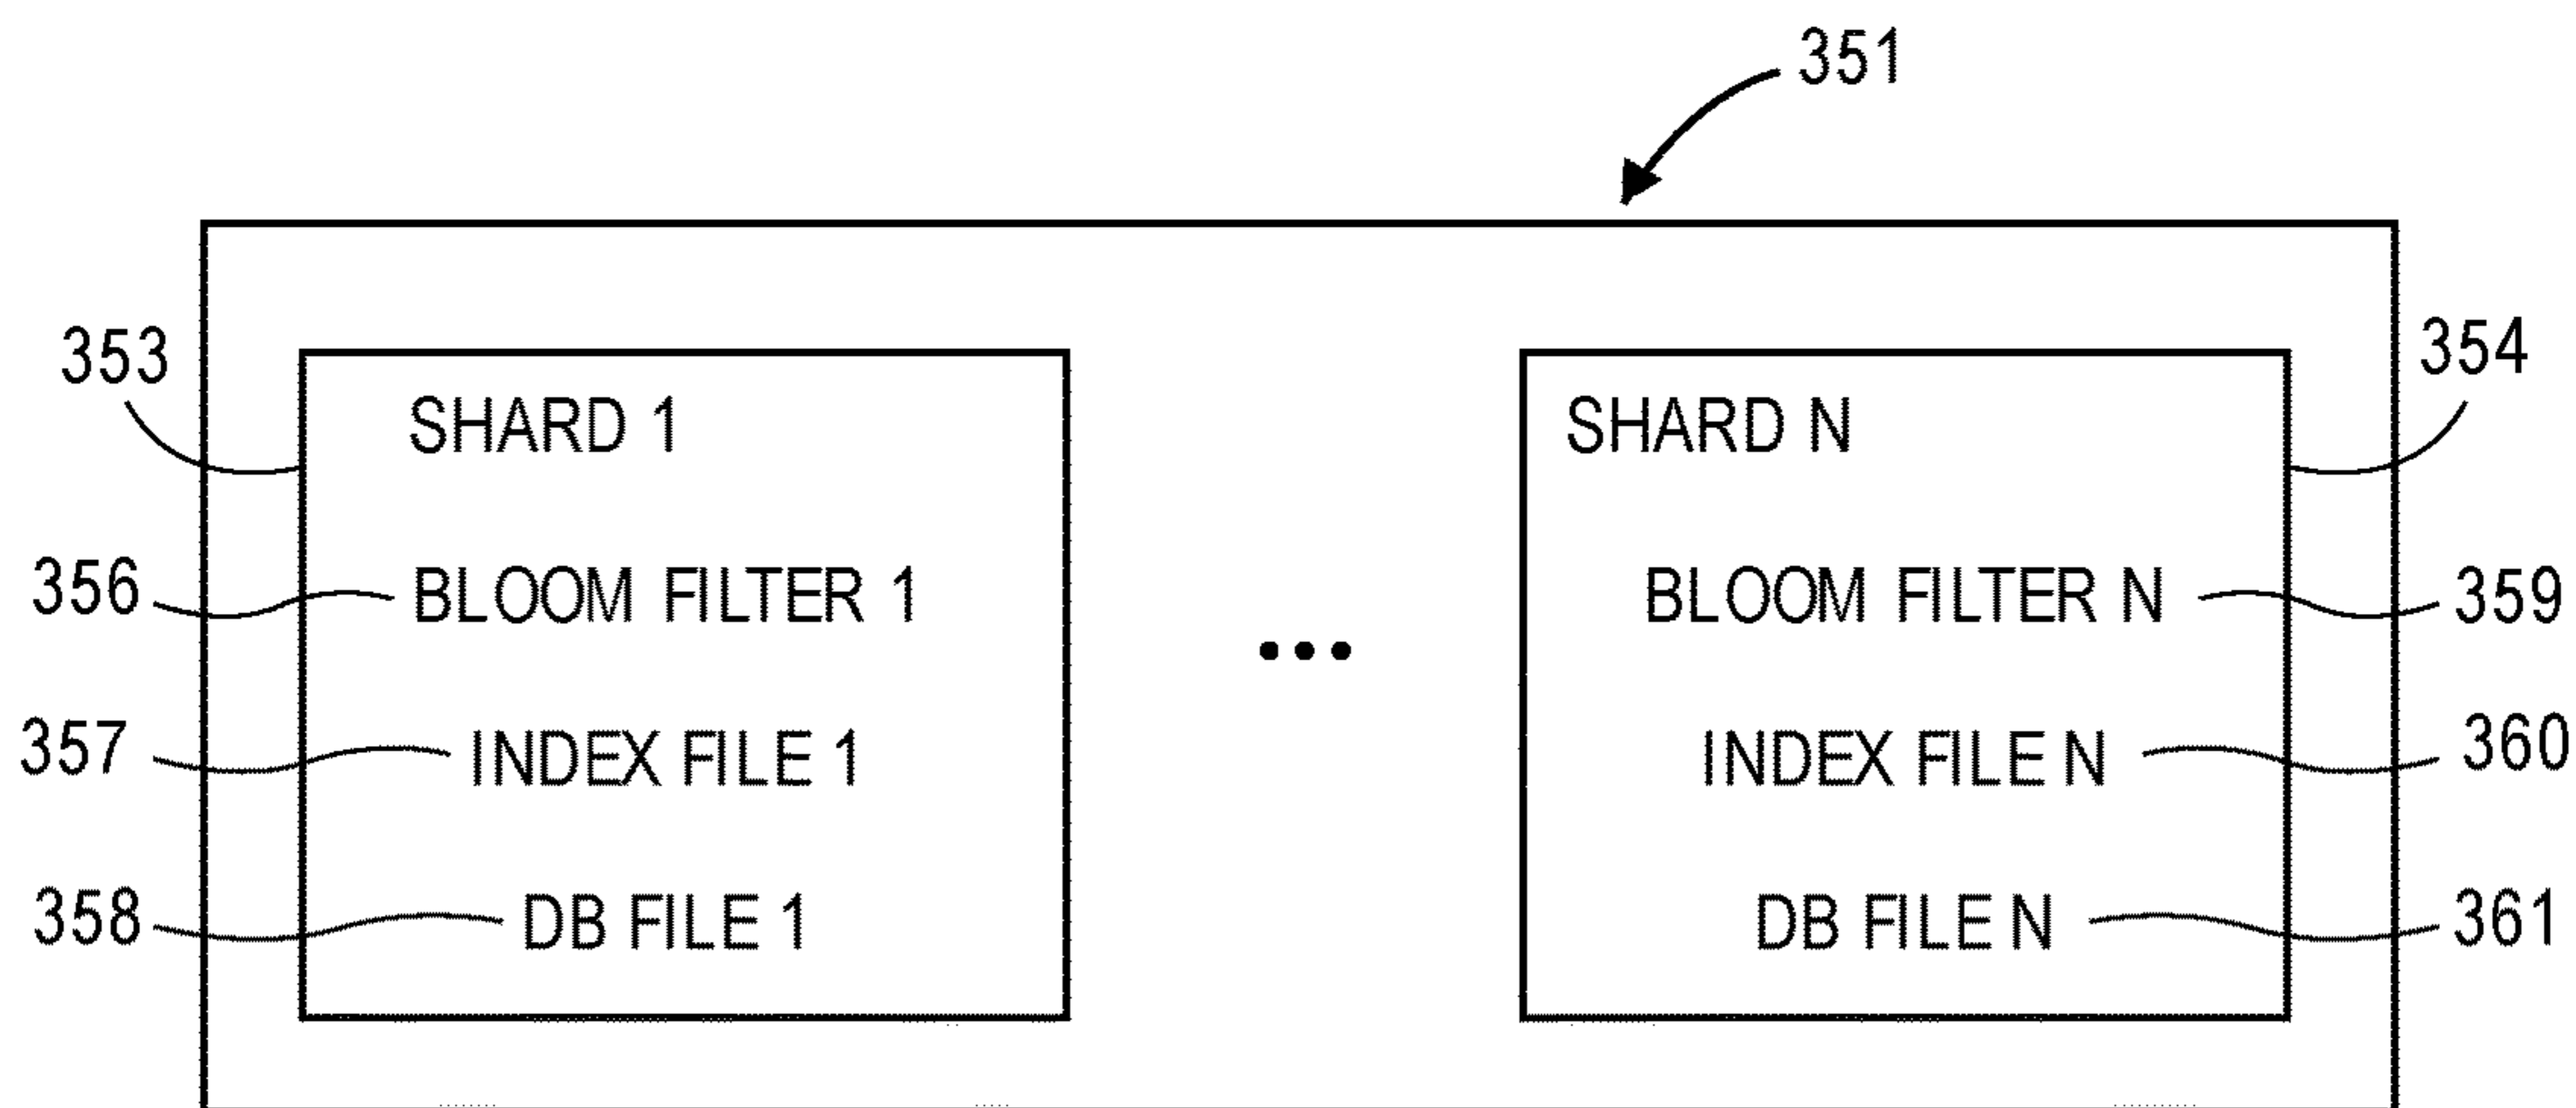 351
353
SHARD 1
SHARD N
354
356
BLOOM FILTER 1
BLOOM FILTER N
359
357
INDEX FILE 1
INDEX FILE N
360
358
DB FILE 1
DB FILE N
361